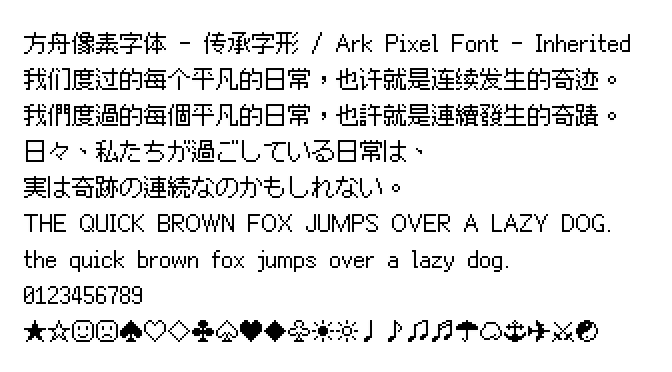 方舟像素字体 - 传承字形 / Ark Pixel Font - Inherited
我们度过的每个平凡的日常，也许就是连续发生的奇迹。
我們度過的每個平凡的日常，也許就是連續發生的奇蹟。
日々、私たちが過ごしている日常は、
実は奇跡の連続なのかもしれない。
THE QUICK BROWN FOX JUMPS OVER A LAZY DOG.
the quick brown fox jumps over a lazy dog.
0123456789
★☆☺☹♠♡♢♣♤♥♦♧☀☼♩♪♫♬☂☁⚓✈⚔☯